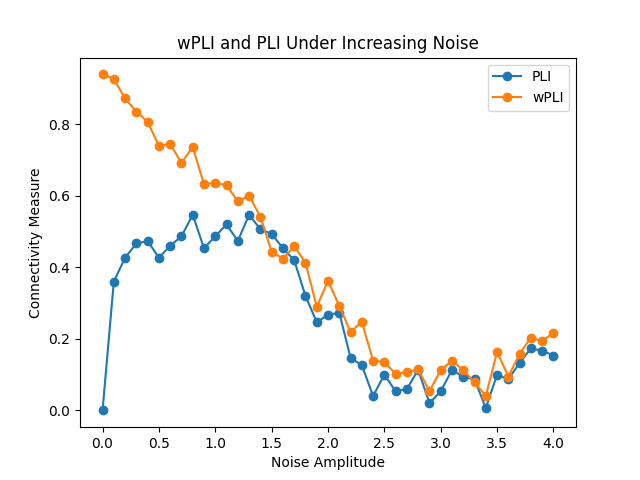 wPLI and PLI Under Increasing Noise
PLI
wPLI
Connectivity Measure
0.8
0.6
0.4
0.2
0.0
0.0 0.5 1.0 1.5 2.0 2.5 3.0 3.5 4.0
Noise Amplitude